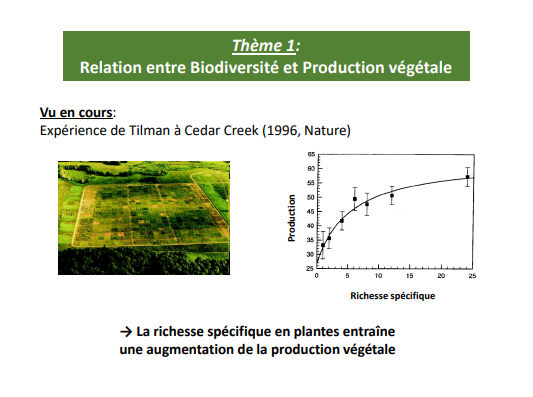 Thème 1:
Relation entre Biodiversité et Production végétale
Vu en cours:
Expérience de Tilman à Cedar Creek (1996, Nature)
65
60
55
50
45
40
35
30
25
Production
0 5 10 15 20 25
Richesse spécifique
→ La richesse spécifique en plantes entraîne
une augmentation de la production végétale